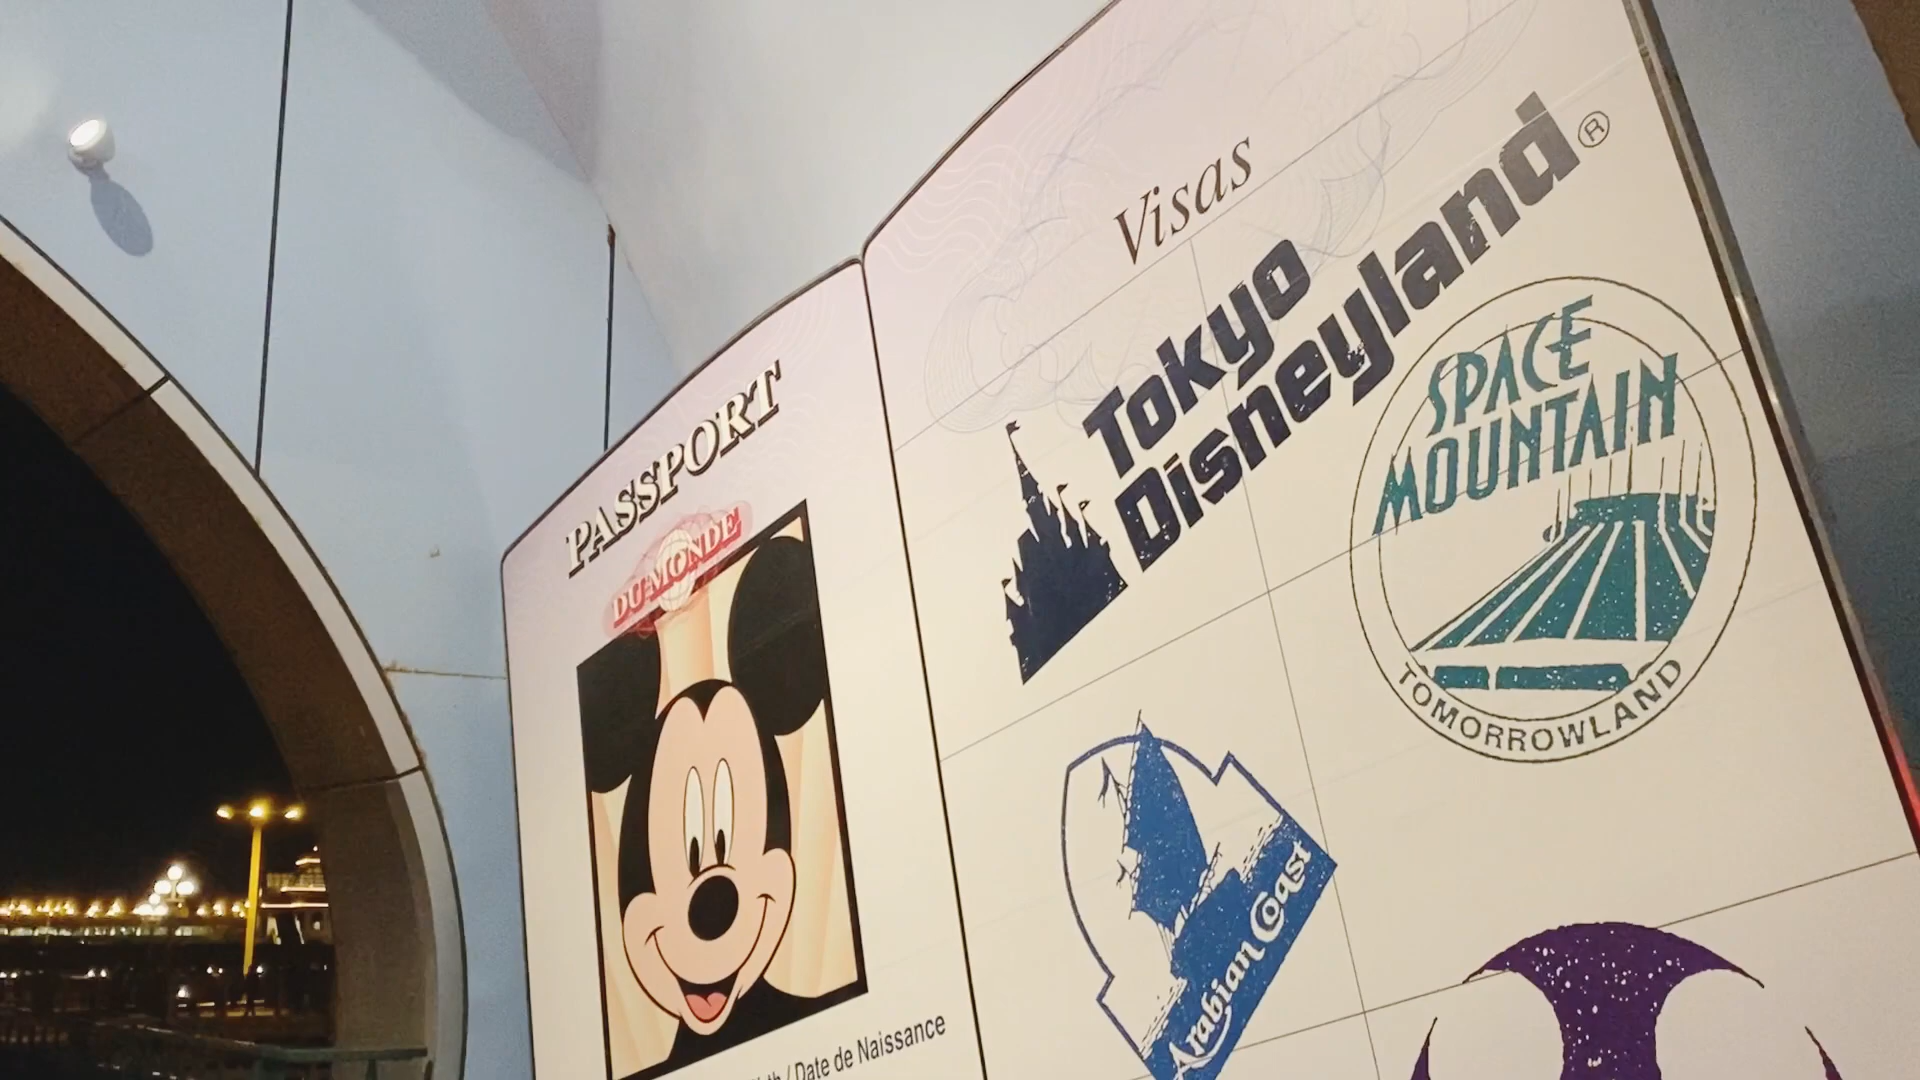 PASSPORT
DU MONDE
Date de Naissance
Visas
Tokyo
Disneyland®
SPACE
MOUNTAIN
TOMORROWLAND
Arabian Coast